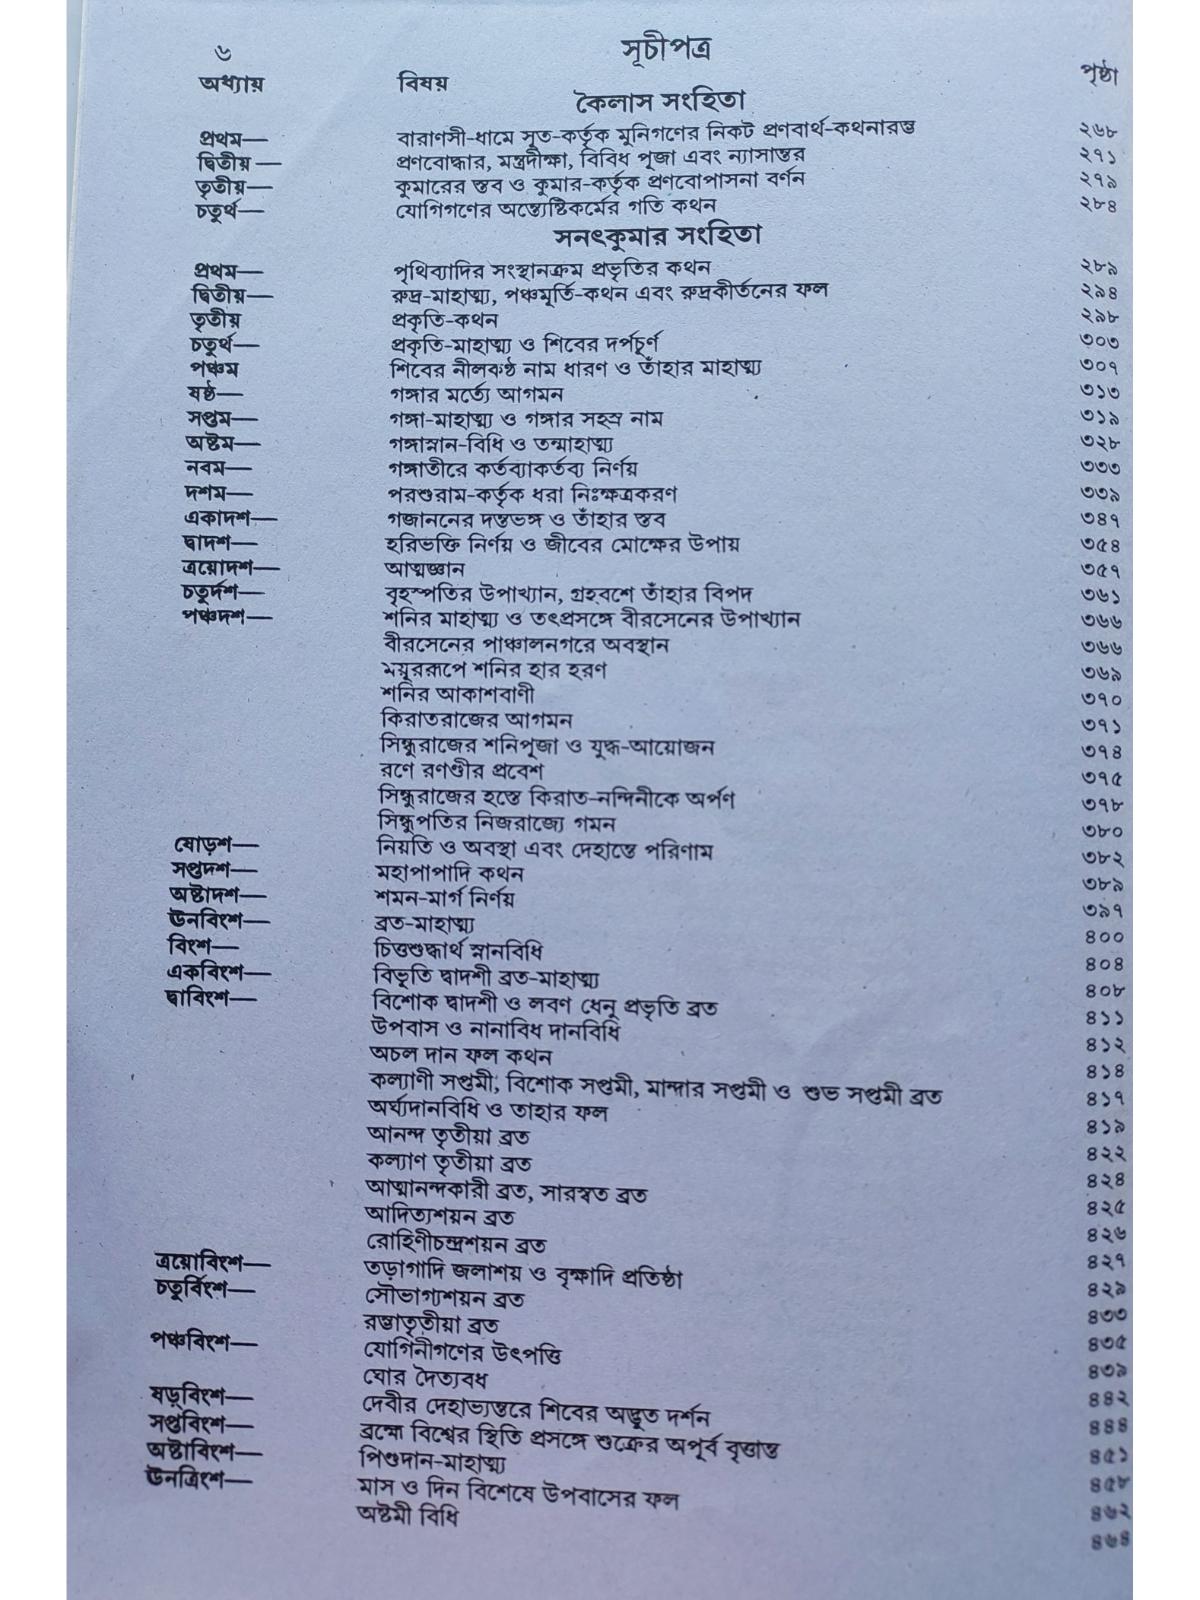 ৬ সূচীপত্র
অধ্যায় বিষয় পৃষ্ঠা
কৈলাস সংহিতা
প্রথম— বারাণসী-ধামে সূত-কর্তৃক মুনিগণের নিকট প্রণবার্থ-কথনারম্ভ ২৬৮
দ্বিতীয়— প্রণবোদ্ধার, মন্ত্রদীক্ষা, বিবিধ পূজা এবং ন্যাসান্তর ২৭১
তৃতীয়— কুমারের স্তব ও কুমার-কর্তৃক প্রণবোপাসনা বর্ণন ২৭৯
চতুর্থ— যোগিগণের অন্ত্যেষ্টিকর্মের গতি কথন ২৮৪
সনৎকুমার সংহিতা
প্রথম— পৃথিব্যাদির সংস্থানক্রম প্রভৃতির কথন ২৮৯
দ্বিতীয়— রুদ্র-মাহাত্ম্য, পঞ্চমূর্তি-কথন এবং রুদ্রকীর্তনের ফল ২৯৪
তৃতীয় প্রকৃতি-কথন ২৯৮
চতুর্থ— প্রকৃতি-মাহাত্ম্য ও শিবের দর্পচূর্ণ ৩০৩
পঞ্চম শিবের নীলকণ্ঠ নাম ধারণ ও তাঁহার মাহাত্ম্য ৩০৭
ষষ্ঠ— গঙ্গার মর্ত্যে আগমন ৩১৩
সপ্তম— গঙ্গা-মাহাত্ম্য ও গঙ্গার সহস্র নাম ৩১৯
অষ্টম— গঙ্গাস্নান-বিধি ও তন্মাহাত্ম্য ৩২৮
নবম— গঙ্গাতীরে কর্তব্যাকর্তব্য নির্ণয় ৩৩৩
দশম— পরশুরাম-কর্তৃক ধরা নিঃক্ষত্রকরণ ৩৩৯
একাদশ— গজাননের দন্তভঙ্গ ও তাঁহার স্তব ৩৪৭
দ্বাদশ— হরিভক্তি নির্ণয় ও জীবের মোক্ষের উপায় ৩৫৪
ত্রয়োদশ— আত্মজ্ঞান ৩৫৭
চতুর্দশ— বৃহস্পতির উপাখ্যান, গ্রহবশে তাঁহার বিপদ ৩৬১
পঞ্চদশ— শনির মাহাত্ম্য ও তৎপ্রসঙ্গে বীরসেনের উপাখ্যান ৩৬৬
বীরসেনের পাঞ্চালনগরে অবস্থান ৩৬৬
ময়ূররূপে শনির হার হরণ ৩৬৯
শনির আকাশবাণী ৩৭০
কিরাতরাজের আগমন ৩৭১
সিন্ধুরাজের শনিপূজা ও যুদ্ধ-আয়োজন ৩৭৪
রণে রণণ্ডীর প্রবেশ ৩৭৫
সিন্ধুরাজের হস্তে কিরাত-নন্দিনীকে অর্পণ ৩৭৮
সিন্ধুপতির নিজরাজ্যে গমন ৩৮০
ষোড়শ— নিয়তি ও অবস্থা এবং দেহান্তে পরিণাম ৩৮২
সপ্তদশ— মহাপাপাদি কথন ৩৮৯
অষ্টাদশ— শমন-মার্গ নির্ণয় ৩৯৭
ঊনবিংশ— ব্রত-মাহাত্ম্য ৪০০
বিংশ— চিত্তশুদ্ধার্থ স্নানবিধি ৪০৪
একবিংশ— বিভূতি দ্বাদশী ব্রত-মাহাত্ম্য ৪০৮
দ্বাবিংশ— বিশোক দ্বাদশী ও লবণ ধেনু প্রভৃতি ব্রত ৪১১
উপবাস ও নানাবিধ দানবিধি ৪১২
অচল দান ফল কথন ৪১৪
কল্যাণী সপ্তমী, বিশোক সপ্তমী, মান্দার সপ্তমী ও শুভ সপ্তমী ব্রত ৪১৭
অর্ঘ্যদানবিধি ও তাহার ফল ৪১৯
আনন্দ তৃতীয়া ব্রত ৪২২
কল্যাণ তৃতীয়া ব্রত ৪২৪
আত্মানন্দকারী ব্রত, সারস্বত ব্রত ৪২৫
আদিত্যশয়ন ব্রত ৪২৬
রোহিণীচন্দ্রশয়ন ব্রত ৪২৭
ত্রয়োবিংশ— তড়াগাদি জলাশয় ও বৃক্ষাদি প্রতিষ্ঠা ৪২৯
চতুর্বিংশ— সৌভাগ্যশয়ন ব্রত ৪৩৩
রম্ভাতৃতীয়া ব্রত ৪৩৫
পঞ্চবিংশ— যোগিনীগণের উৎপত্তি ৪৩৯
ঘোর দৈত্যবধ ৪৪২
ষড়্‌বিংশ— দেবীর দেহাভ্যন্তরে শিবের অদ্ভুত দর্শন ৪৪৪
সপ্তবিংশ— ব্রহ্মে বিশ্বের স্থিতি প্রসঙ্গে শুক্রের অপূর্ব বৃত্তান্ত ৪৫১
অষ্টাবিংশ— পিণ্ডদান-মাহাত্ম্য ৪৫৮
ঊনত্রিংশ— মাস ও দিন বিশেষে উপবাসের ফল ৪৬২
অষ্টমী বিধি ৪৬৪